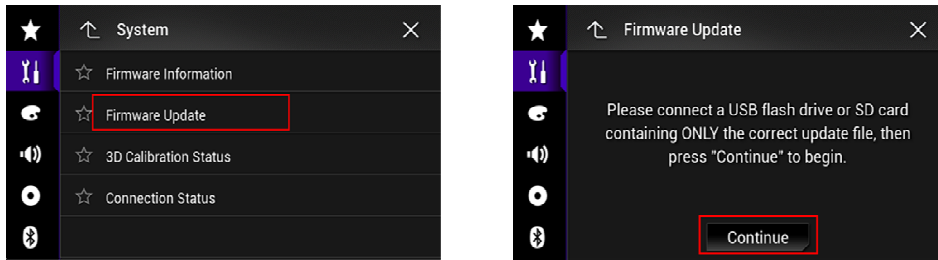 System
Firmware Information
Firmware Update
3D Calibration Status
Connection Status
Firmware Update
Please connect a USB flash drive or SD card
containing ONLY the correct update file, then
press "Continue" to begin.
Continue